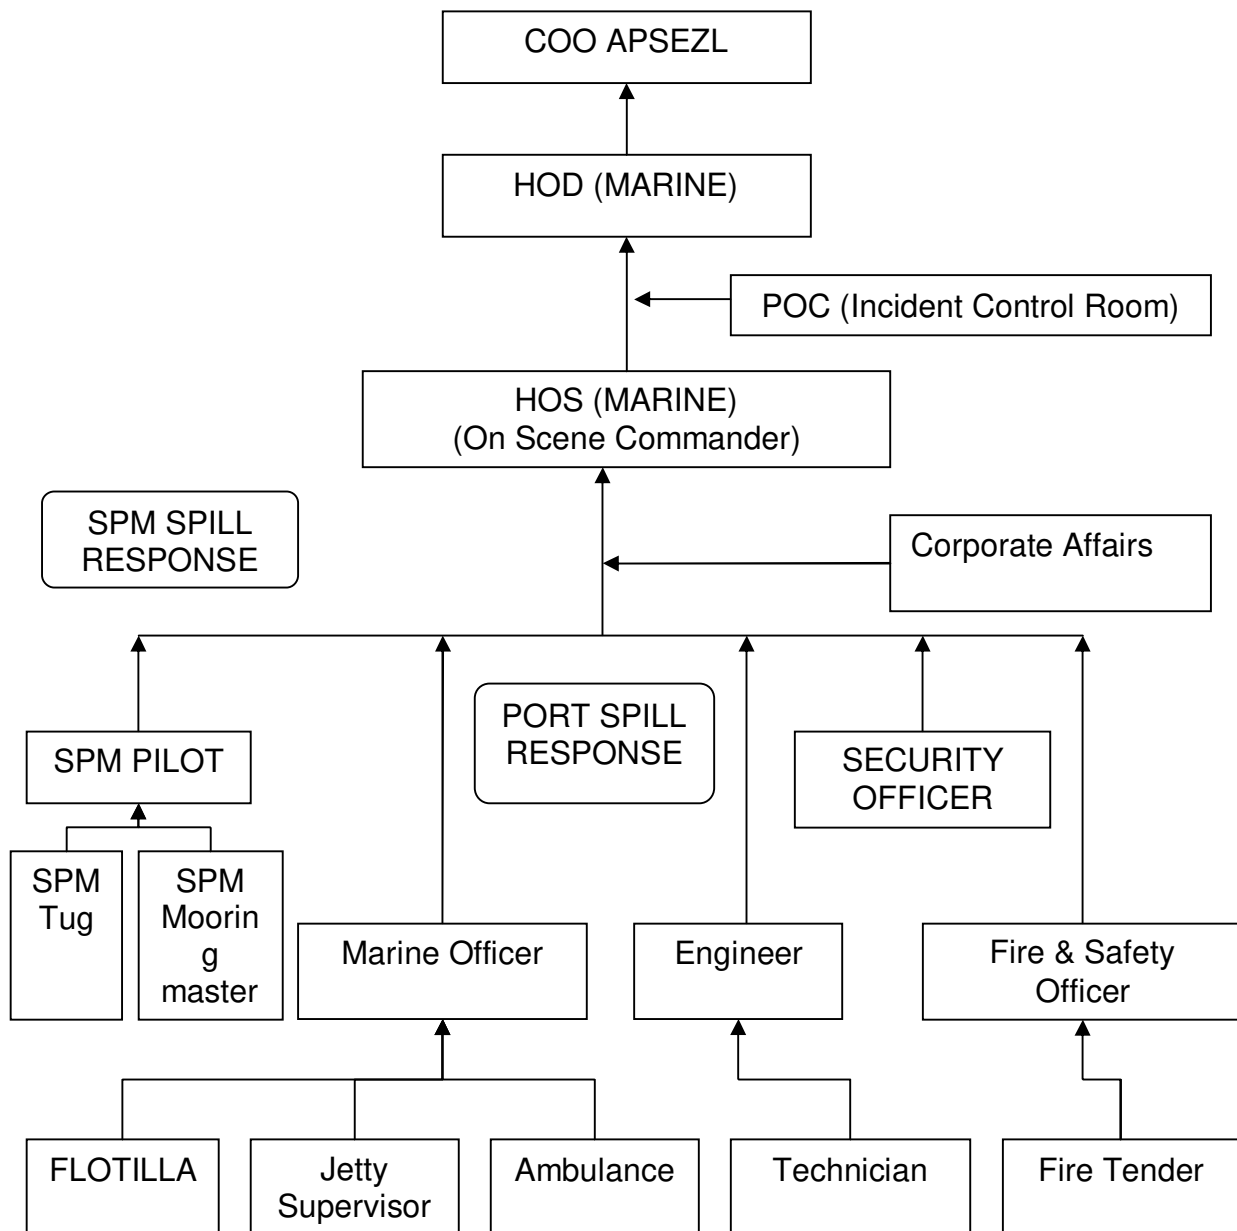 COO APSEZL
HOD (MARINE)
POC (Incident Control Room)
HOS (MARINE)
(On Scene Commander)
SPM SPILL
RESPONSE
Corporate Affairs
PORT SPILL
RESPONSE
SPM PILOT
SECURITY
OFFICER
SPM
Tug
SPM
Moorin
g
master
Marine Officer
Engineer
Fire & Safety
Officer
FLOTILLA
Jetty
Supervisor
Ambulance
Technician
Fire Tender